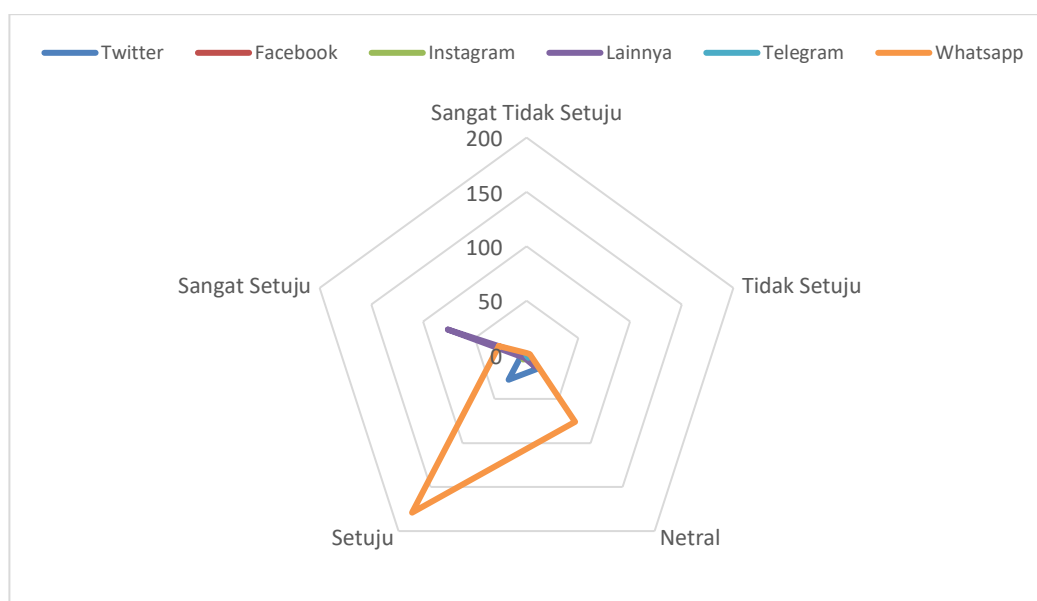 Twitter Facebook Instagram Lainnya Telegram Whatsapp
Sangat Tidak Setuju
200
150
100
50
0
Sangat Setuju
Tidak Setuju
Setuju
Netral